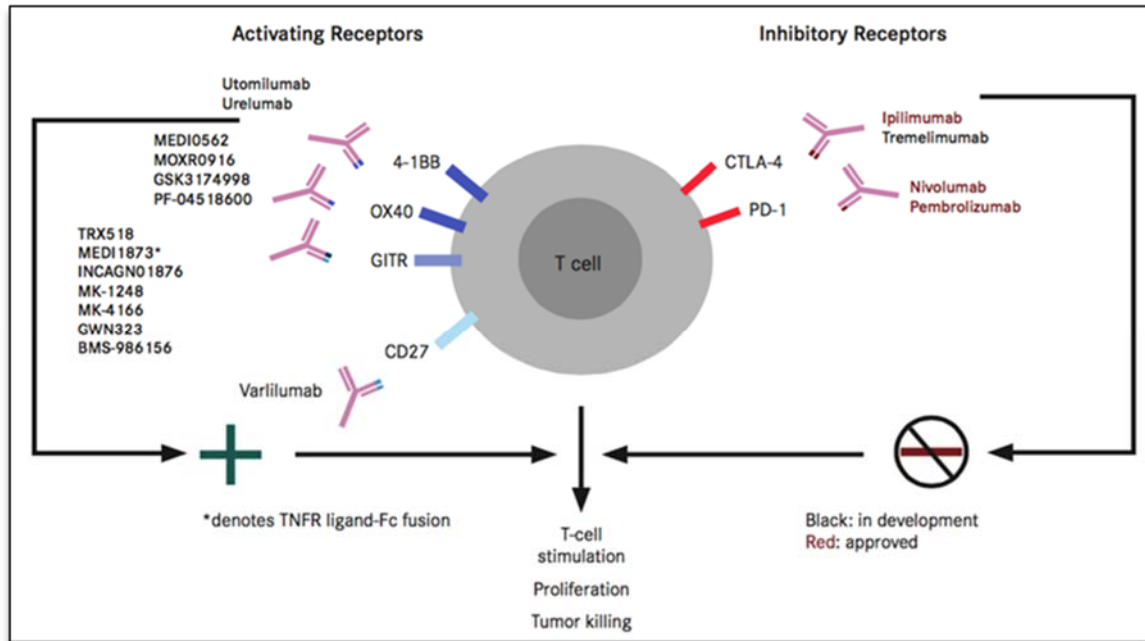 Activating Receptors
Inhibitory Receptors
Utomilumab
Urelumab
MEDI0562
MOXR0916
GSK3174998
PF-04518600
TRX518
MEDI1873*
INCAGN01876
MK-1248
MK-4166
GWN323
BMS-986156
Varlilumab
4-1BB
OX40
GITR
CD27
T cell
CTLA-4
PD-1
Ipilimumab
Tremelimumab
Nivolumab
Pembrolizumab
*denotes TNFR ligand-Fc fusion
T-cell
stimulation
Proliferation
Tumor killing
Black: in development
Red: approved